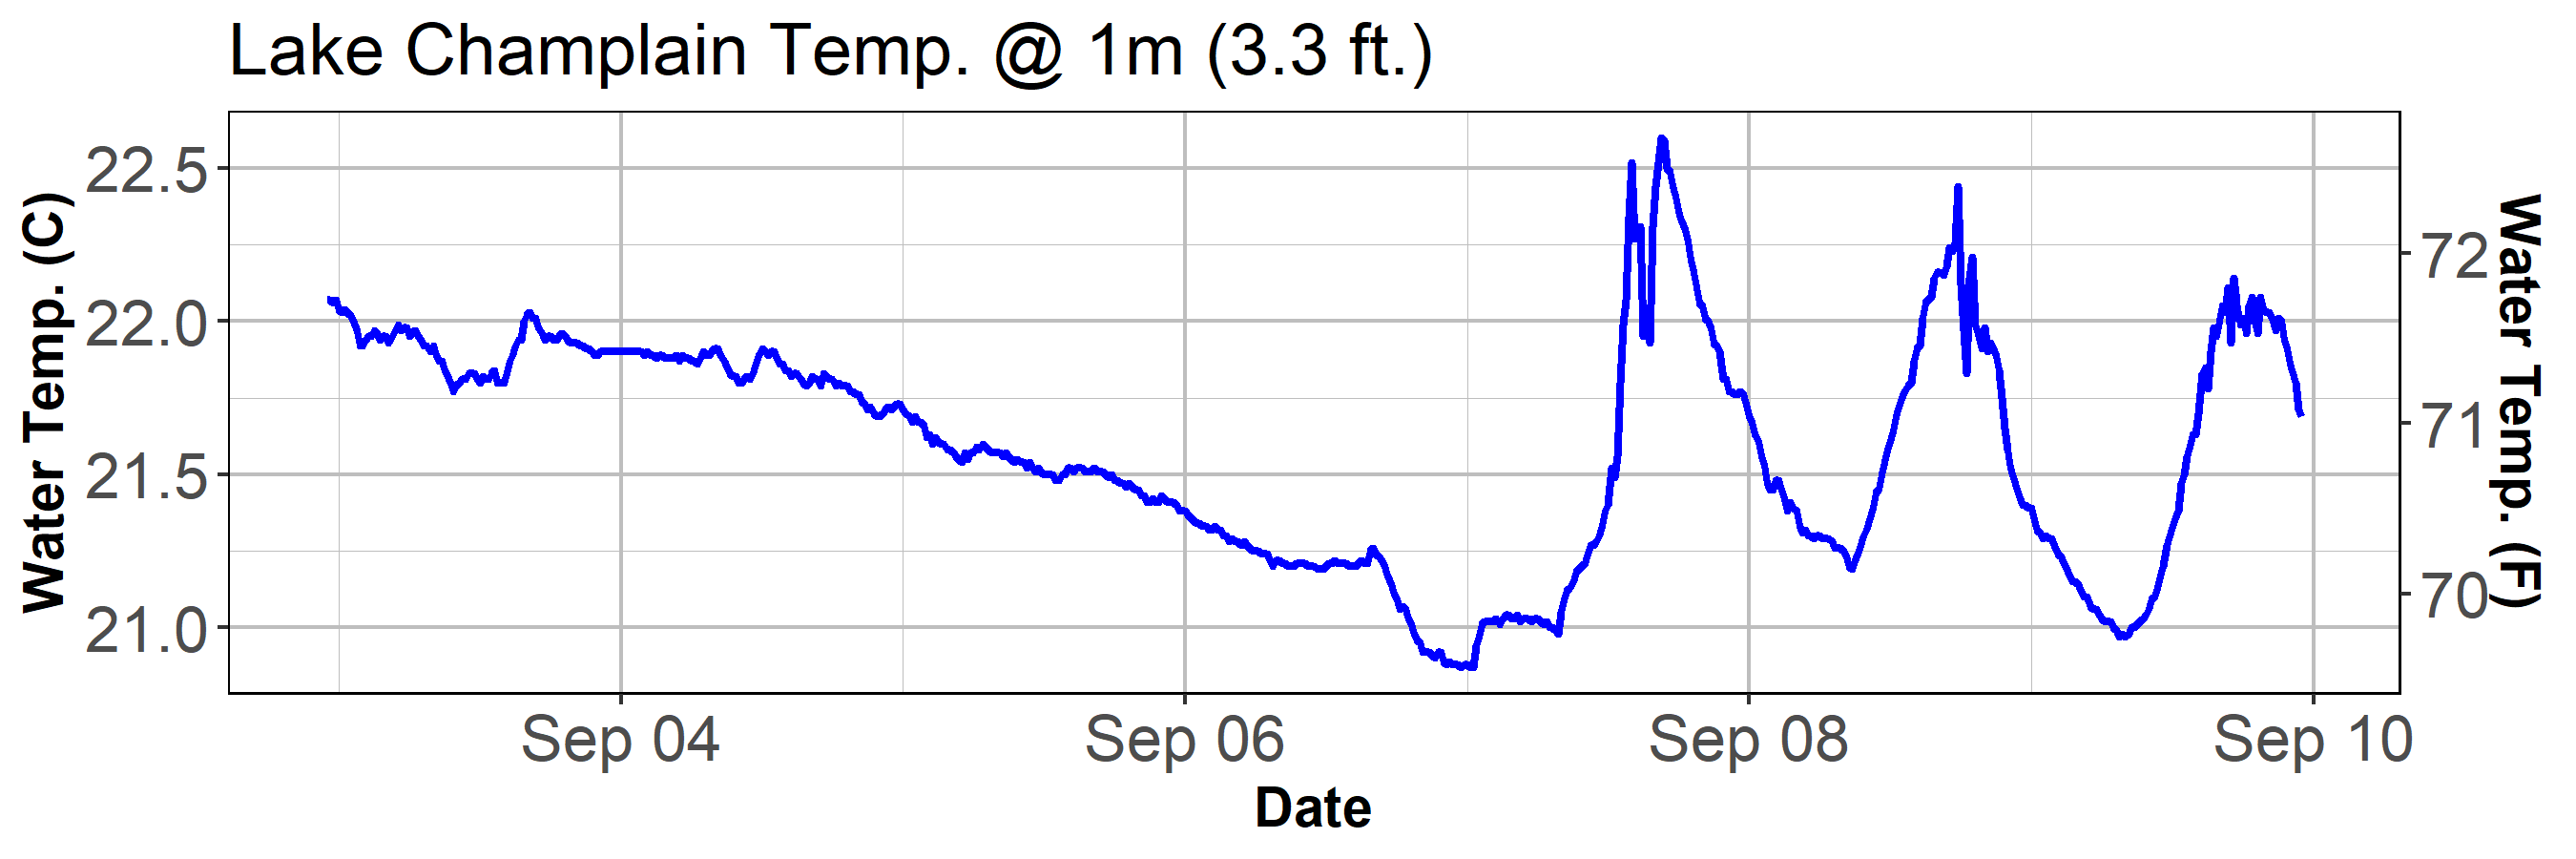 Lake Champlain Temp. @ 1m (3.3 ft.)
Water Temp. (C)
22.5
22.0
21.5
21.0
72
71
70
Water Temp. (F)
Sep 04
Sep 06
Sep 08
Sep 10
Date